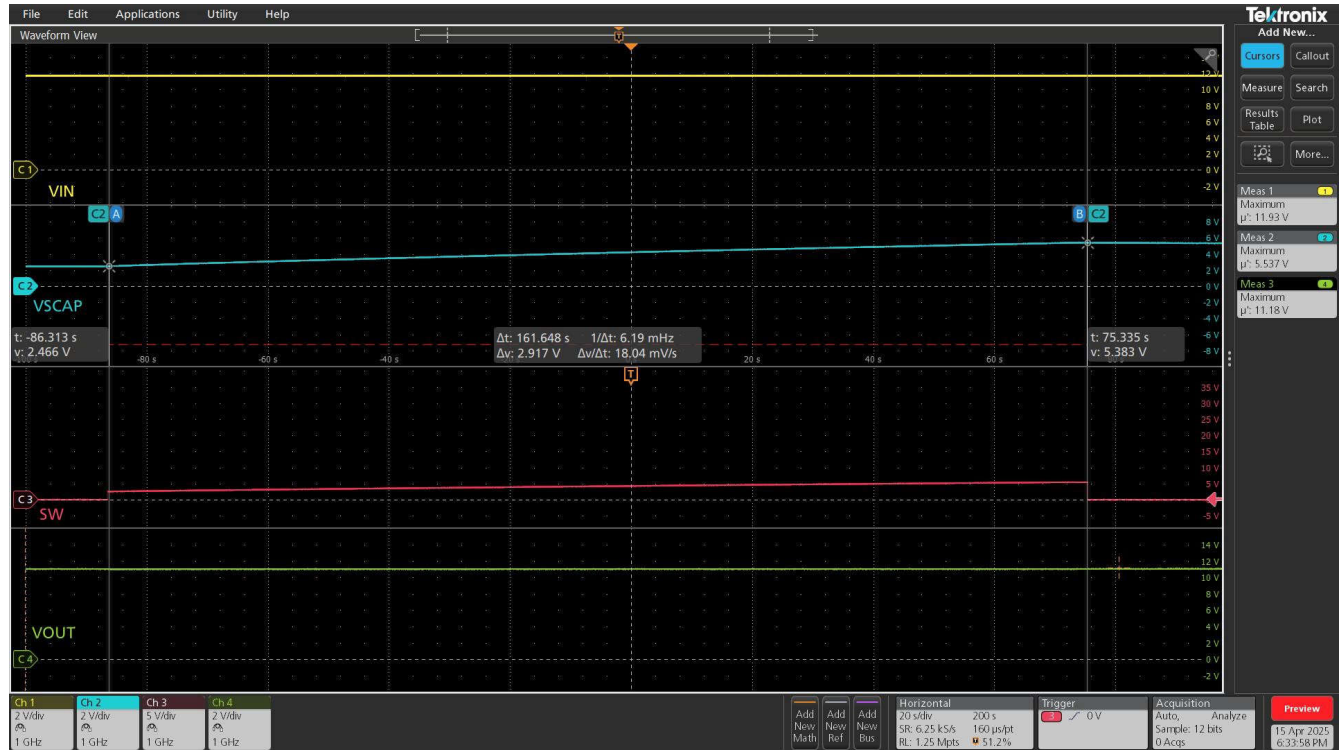 File Edit Applications Utility Help
Tektronix
Waveform View
T
Add New...
Cursors Callout
Measure Search
Results Table Plot
More...
Meas 1 1
Maximum
µ': 11.93 V
Meas 2 2
Maximum
µ': 5.537 V
Meas 3 4
Maximum
µ': 11.18 V
12 V
10 V
8 V
6 V
4 V
2 V
0 V
-2 V
C1
VIN
C2 A
B C2
8 V
6 V
4 V
2 V
0 V
-2 V
-4 V
-6 V
-8 V
C2
VSCAP
t: -86.313 s
v: 2.466 V
Δt: 161.648 s 1/Δt: 6.19 mHz
Δv: 2.917 V Δv/Δt: 18.04 mV/s
t: 75.335 s
v: 5.383 V
-80 s -60 s -40 s 20 s 40 s 60 s
T
35 V
30 V
25 V
20 V
15 V
10 V
5 V
-5 V
C3
SW
14 V
12 V
10 V
8 V
6 V
4 V
2 V
0 V
-2 V
VOUT
C4
Ch 1
2 V/div
1 GHz
Ch 2
2 V/div
1 GHz
Ch 3
5 V/div
1 GHz
Ch 4
2 V/div
1 GHz
Add New Math
Add New Ref
Add New Bus
Horizontal
20 s/div 200 s
SR: 6.25 kS/s 160 µs/pt
RL: 1.25 Mpts 51.2%
Trigger
3 0 V
Acquisition
Auto, Analyze
Sample: 12 bits
0 Acqs
Preview
15 Apr 2025
6:33:58 PM